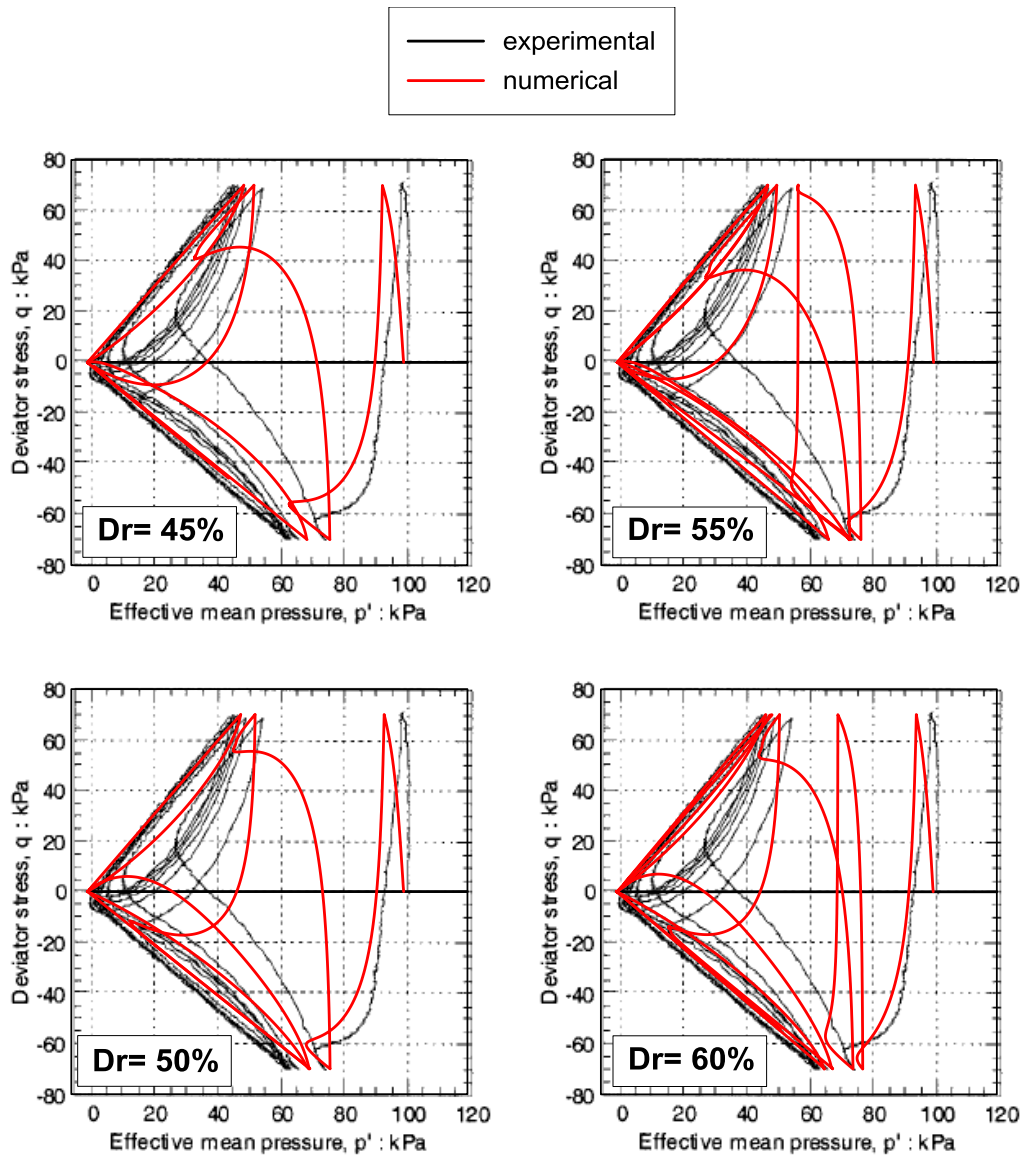 experimental
numerical
80
60
40
20
0
-20
-40
-60
-80
0 20 40 60 80 100 120
Deviator stress, q : kPa
Effective mean pressure, p' : kPa
Dr= 45%
80
60
40
20
0
-20
-40
-60
-80
0 20 40 60 80 100 120
Deviator stress, q : kPa
Effective mean pressure, p' : kPa
Dr= 55%
80
60
40
20
0
-20
-40
-60
-80
0 20 40 60 80 100 120
Deviator stress, q : kPa
Effective mean pressure, p' : kPa
Dr= 50%
80
60
40
20
0
-20
-40
-60
-80
0 20 40 60 80 100 120
Deviator stress, q : kPa
Effective mean pressure, p' : kPa
Dr= 60%